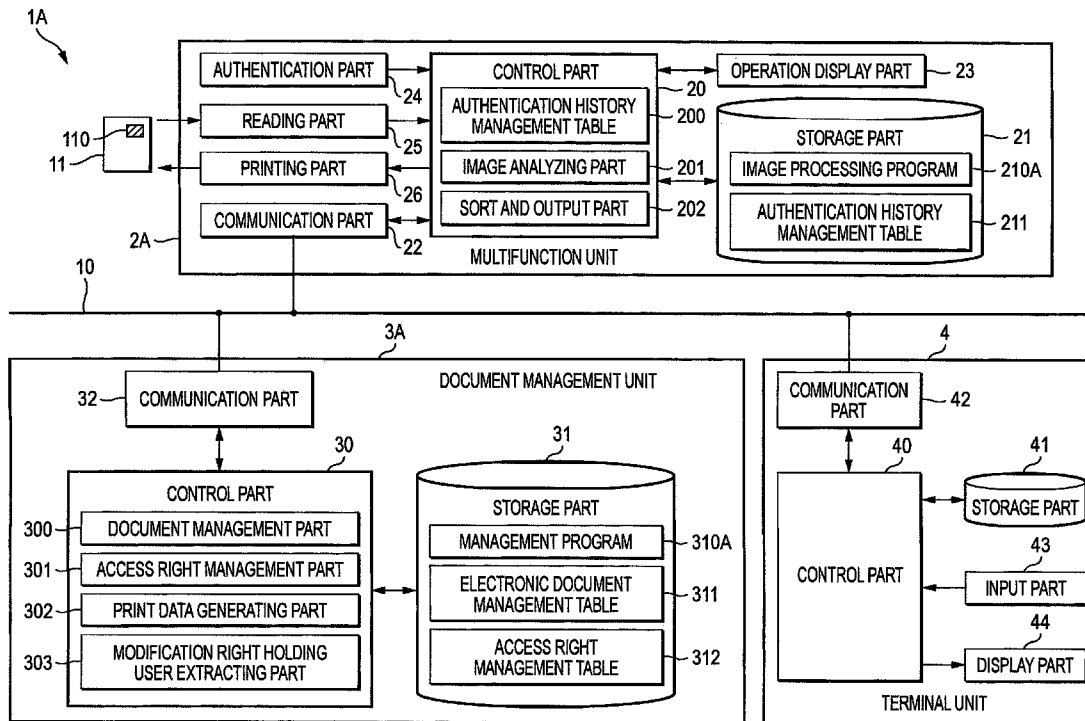 1A
AUTHENTICATION PART
24
READING PART
25
PRINTING PART
26
COMMUNICATION PART
22
2A
110
11
CONTROL PART
20
AUTHENTICATION HISTORY
MANAGEMENT TABLE
200
IMAGE ANALYZING PART
201
SORT AND OUTPUT PART
202
MULTIFUNCTION UNIT
OPERATION DISPLAY PART
23
STORAGE PART
21
IMAGE PROCESSING PROGRAM
210A
AUTHENTICATION HISTORY
MANAGEMENT TABLE
211
10
3A
DOCUMENT MANAGEMENT UNIT
32
COMMUNICATION PART
30
CONTROL PART
300
DOCUMENT MANAGEMENT PART
301
ACCESS RIGHT MANAGEMENT PART
302
PRINT DATA GENERATING PART
303
MODIFICATION RIGHT HOLDING
USER EXTRACTING PART
31
STORAGE PART
MANAGEMENT PROGRAM
310A
ELECTRONIC DOCUMENT
MANAGEMENT TABLE
311
ACCESS RIGHT
MANAGEMENT TABLE
312
4
COMMUNICATION
PART
42
40
CONTROL PART
41
STORAGE PART
43
INPUT PART
44
DISPLAY PART
TERMINAL UNIT